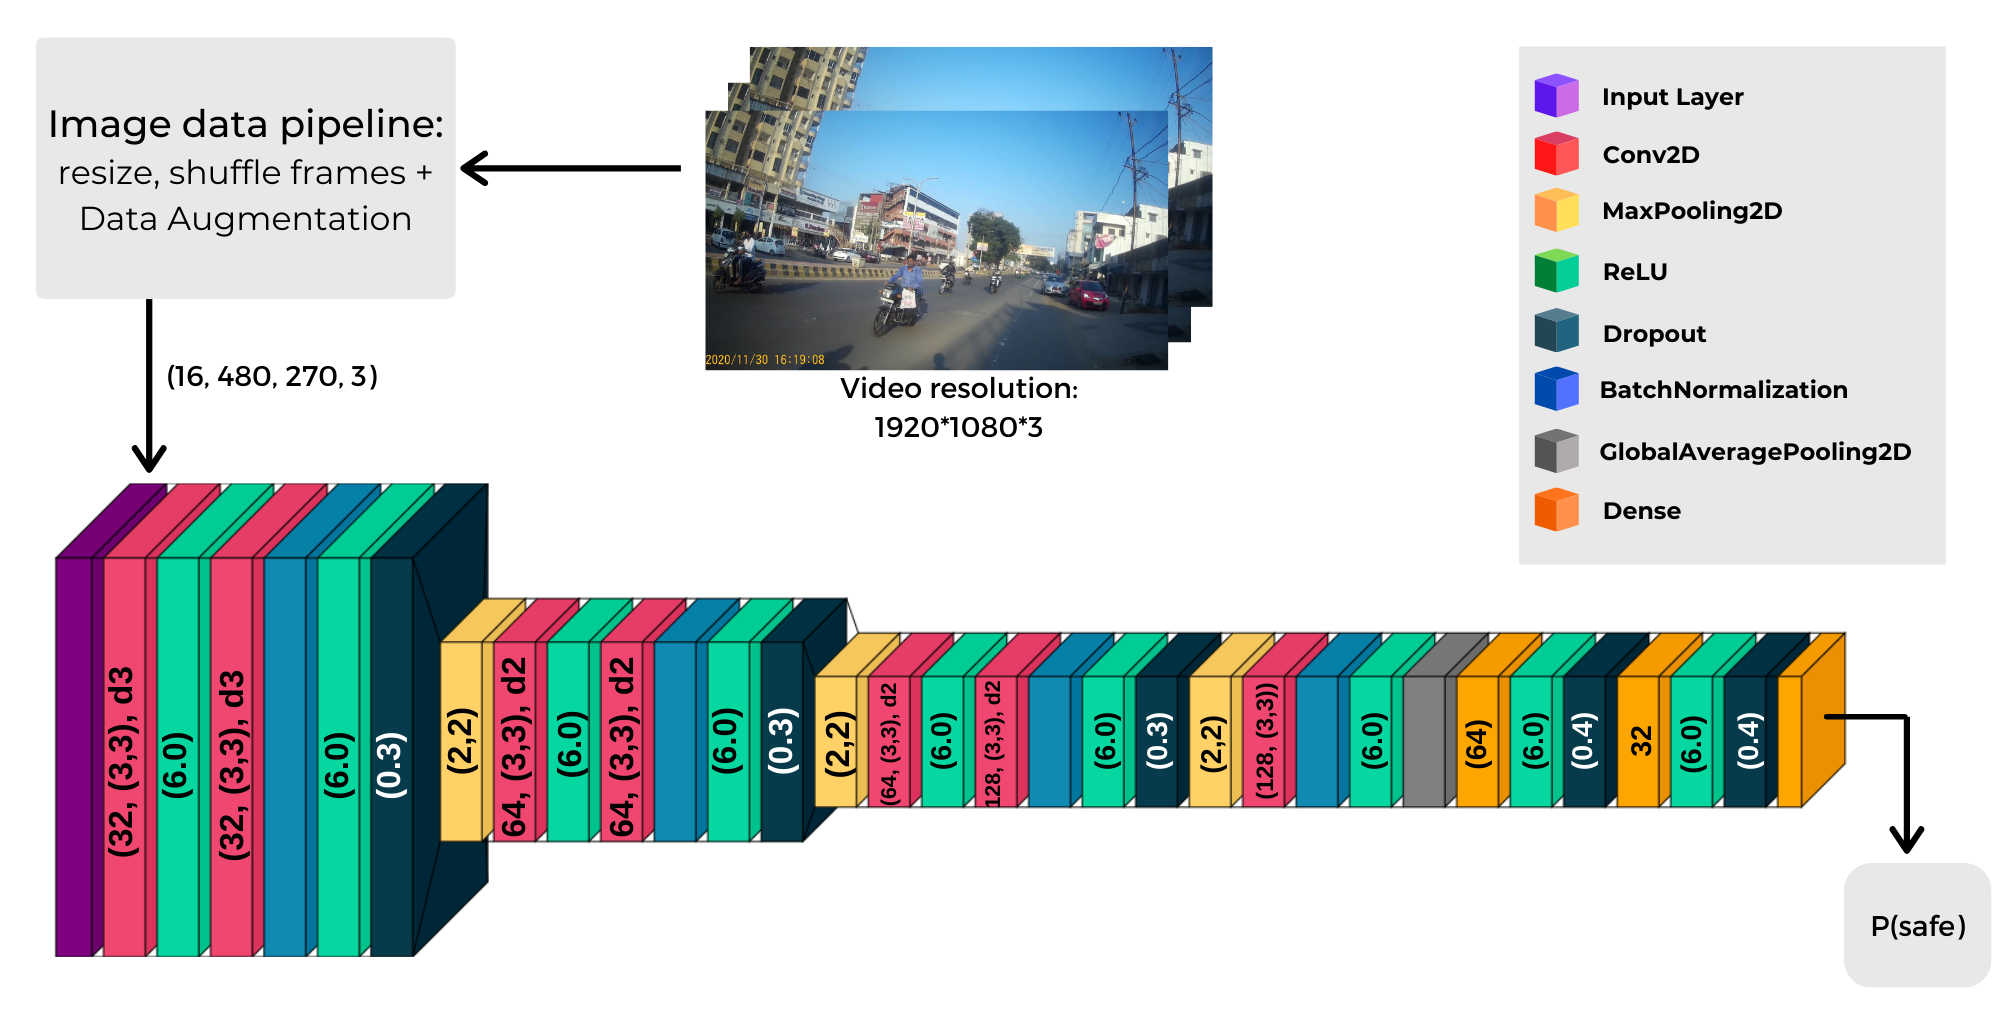 Image data pipeline:
resize, shuffle frames +
Data Augmentation
(16, 480, 270, 3)
2020/11/30 16:19:08
Video resolution:
1920*1080*3
Input Layer
Conv2D
MaxPooling2D
ReLU
Dropout
BatchNormalization
GlobalAveragePooling2D
Dense
(32, (3,3), d3
(6.0)
(32, (3,3), d3
(6.0)
(0.3)
(2,2)
64, (3,3), d2
(6.0)
64, (3,3), d2
(6.0)
(0.3)
(2,2)
(64, (3,3), d2
(6.0)
128, (3,3), d2
(6.0)
(0.3)
(2,2)
(128, (3,3))
(6.0)
(64)
(6.0)
(0.4)
32
(6.0)
(0.4)
P(safe)